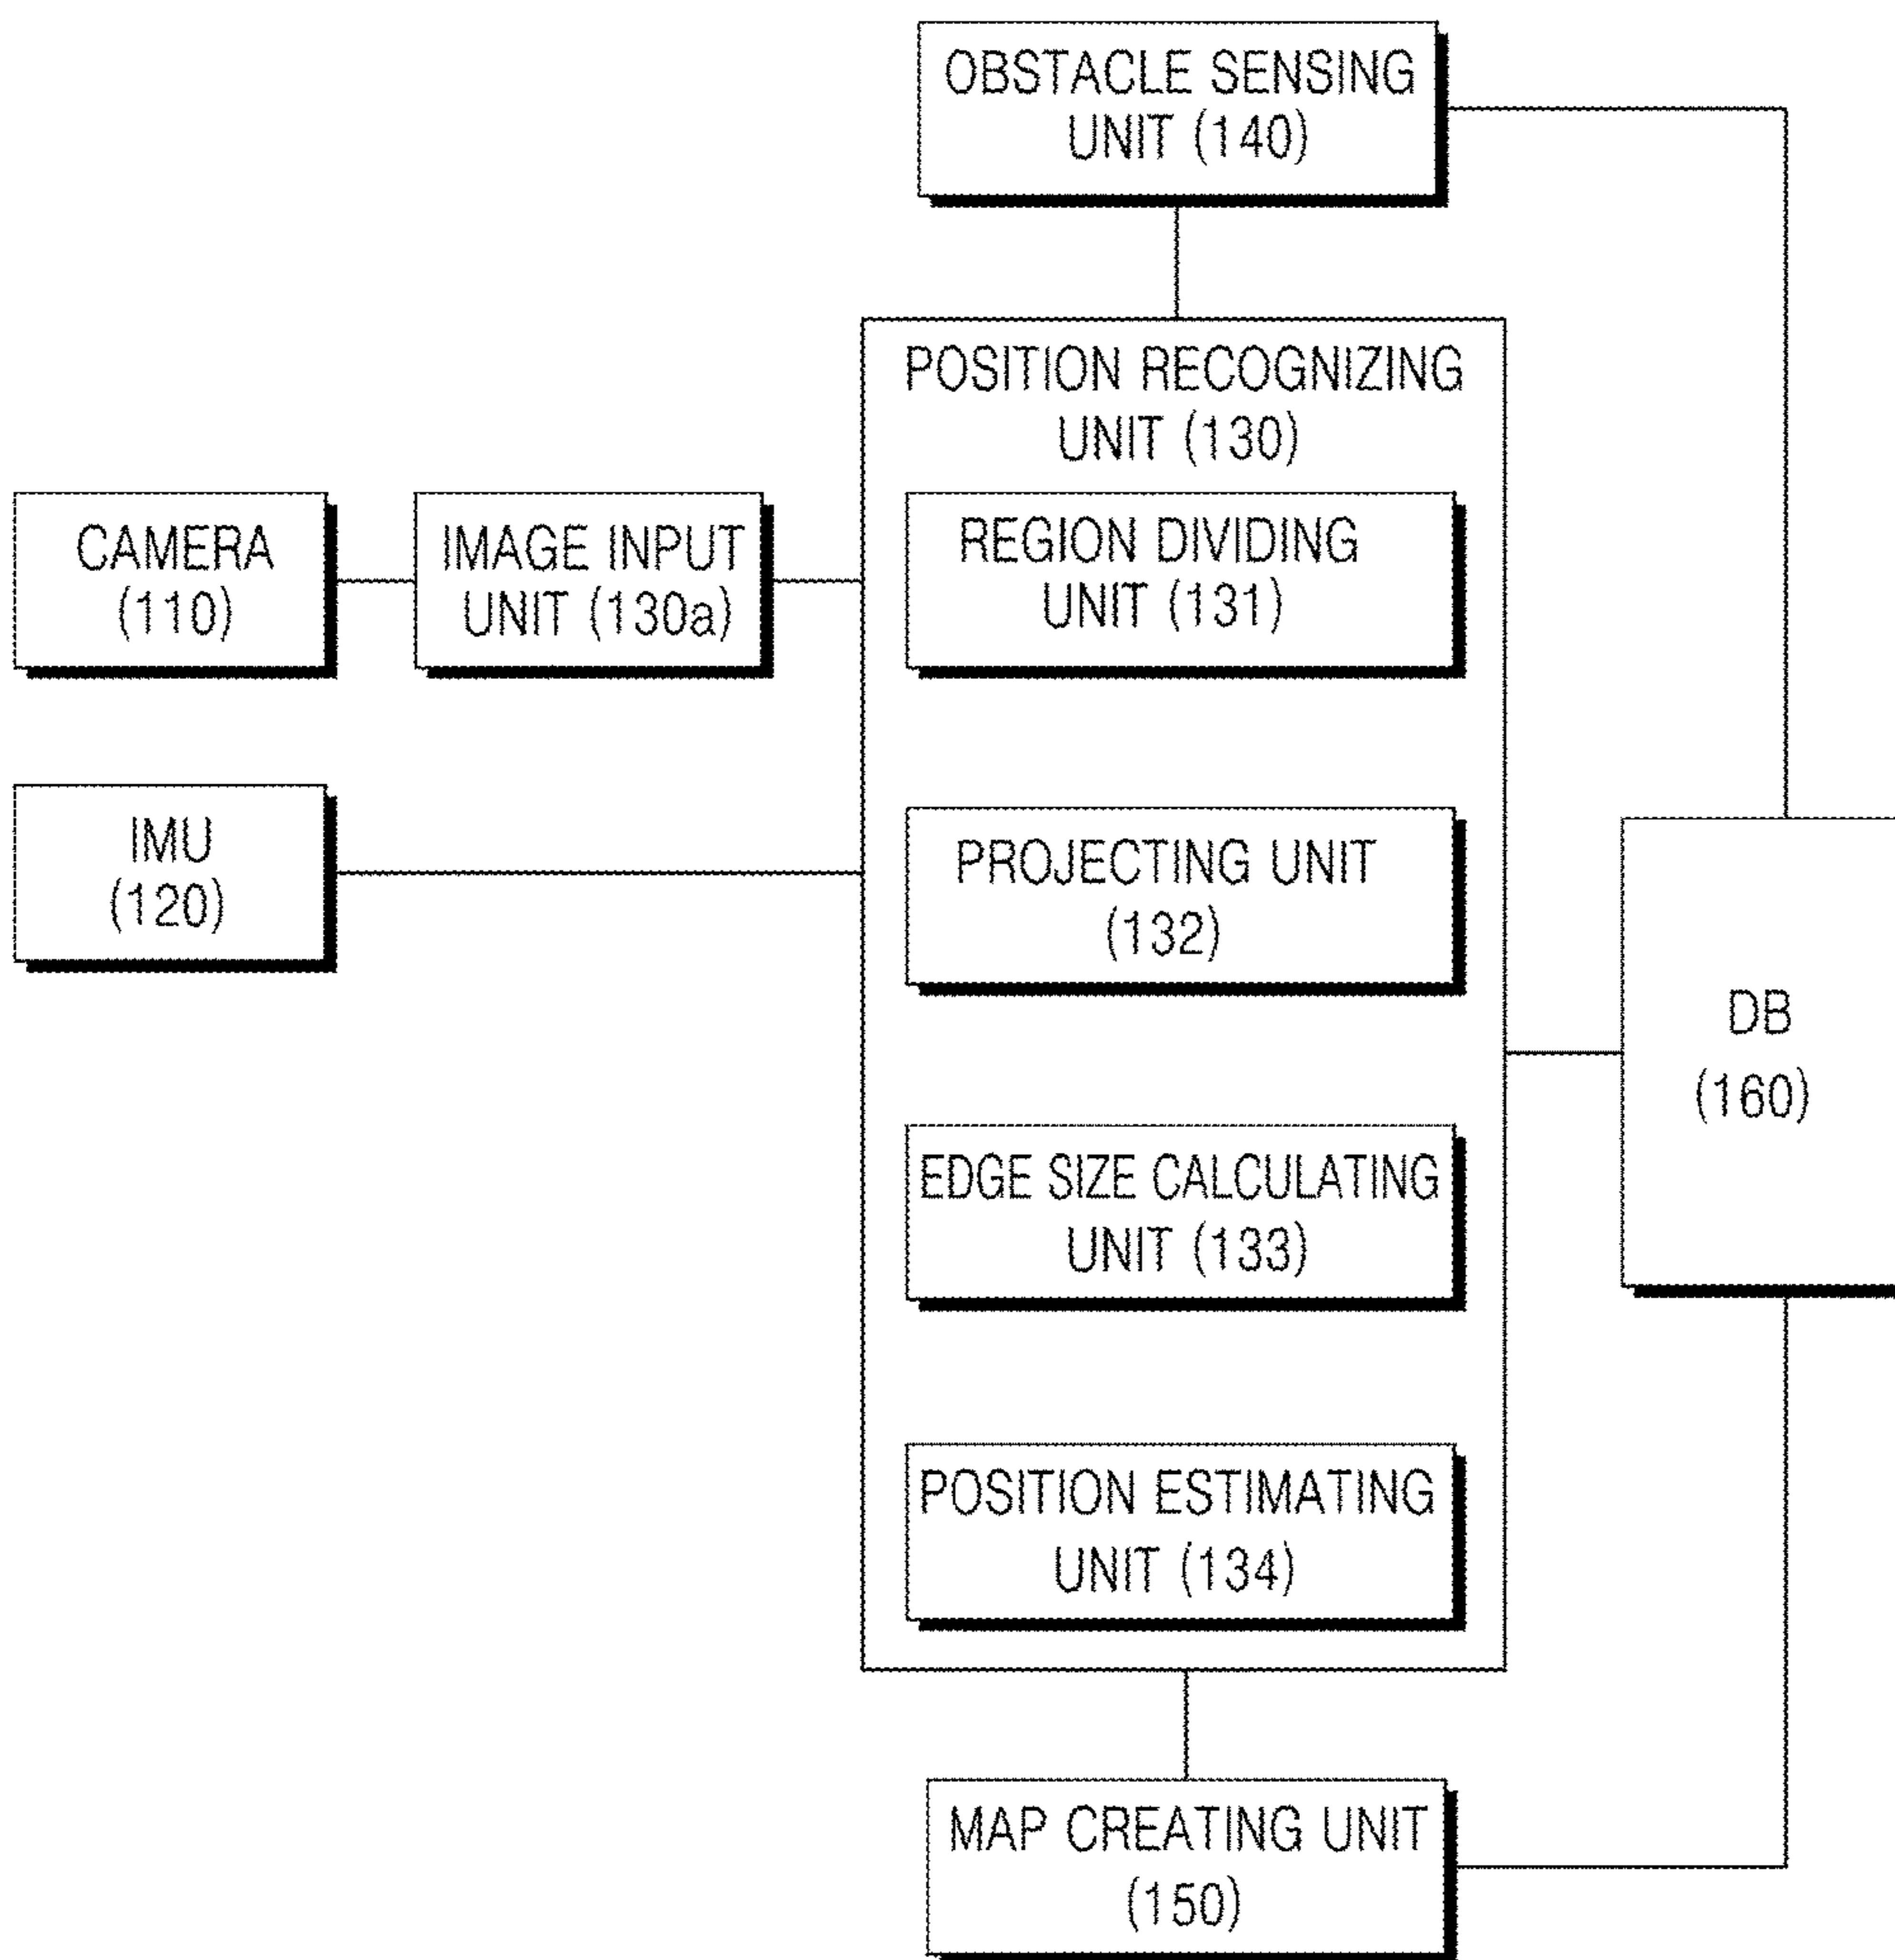 OBSTACLE SENSING
UNIT (140)
POSITION RECOGNIZING
UNIT (130)
CAMERA
(110)
IMAGE INPUT
UNIT (130a)
REGION DIVIDING
UNIT (131)
IMU
(120)
PROJECTING UNIT
(132)
DB
(160)
EDGE SIZE CALCULATING
UNIT (133)
POSITION ESTIMATING
UNIT (134)
MAP CREATING UNIT
(150)